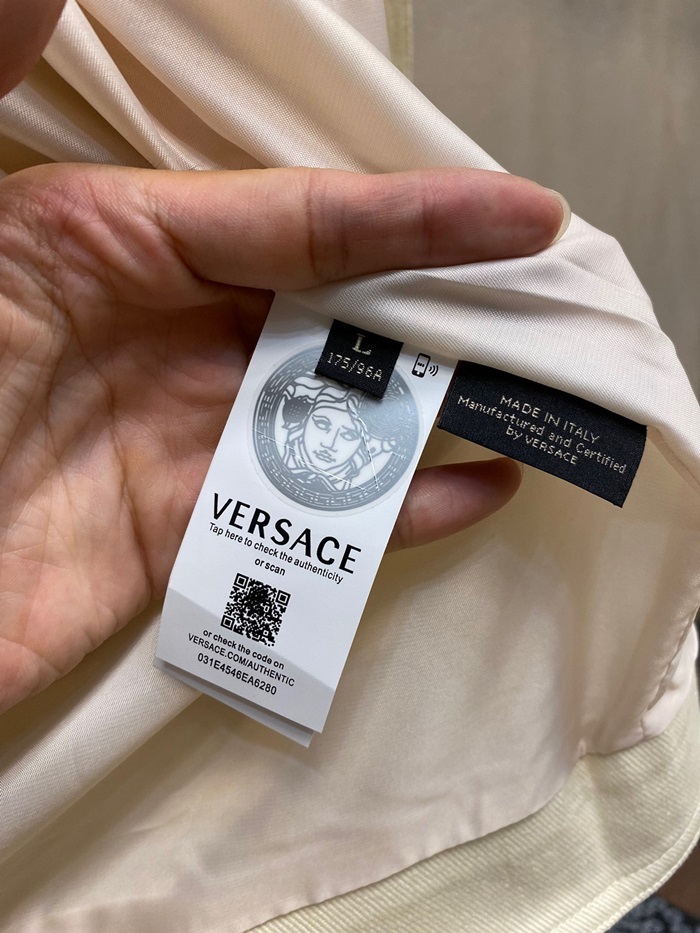 L
175/96A
MADE IN ITALY
Manufactured and Certified
by VERSACE
VERSACE
Tap here to check the authenticity
or scan
or check the code on
VERSACE.COM/AUTHENTIC
031E4546EA6280